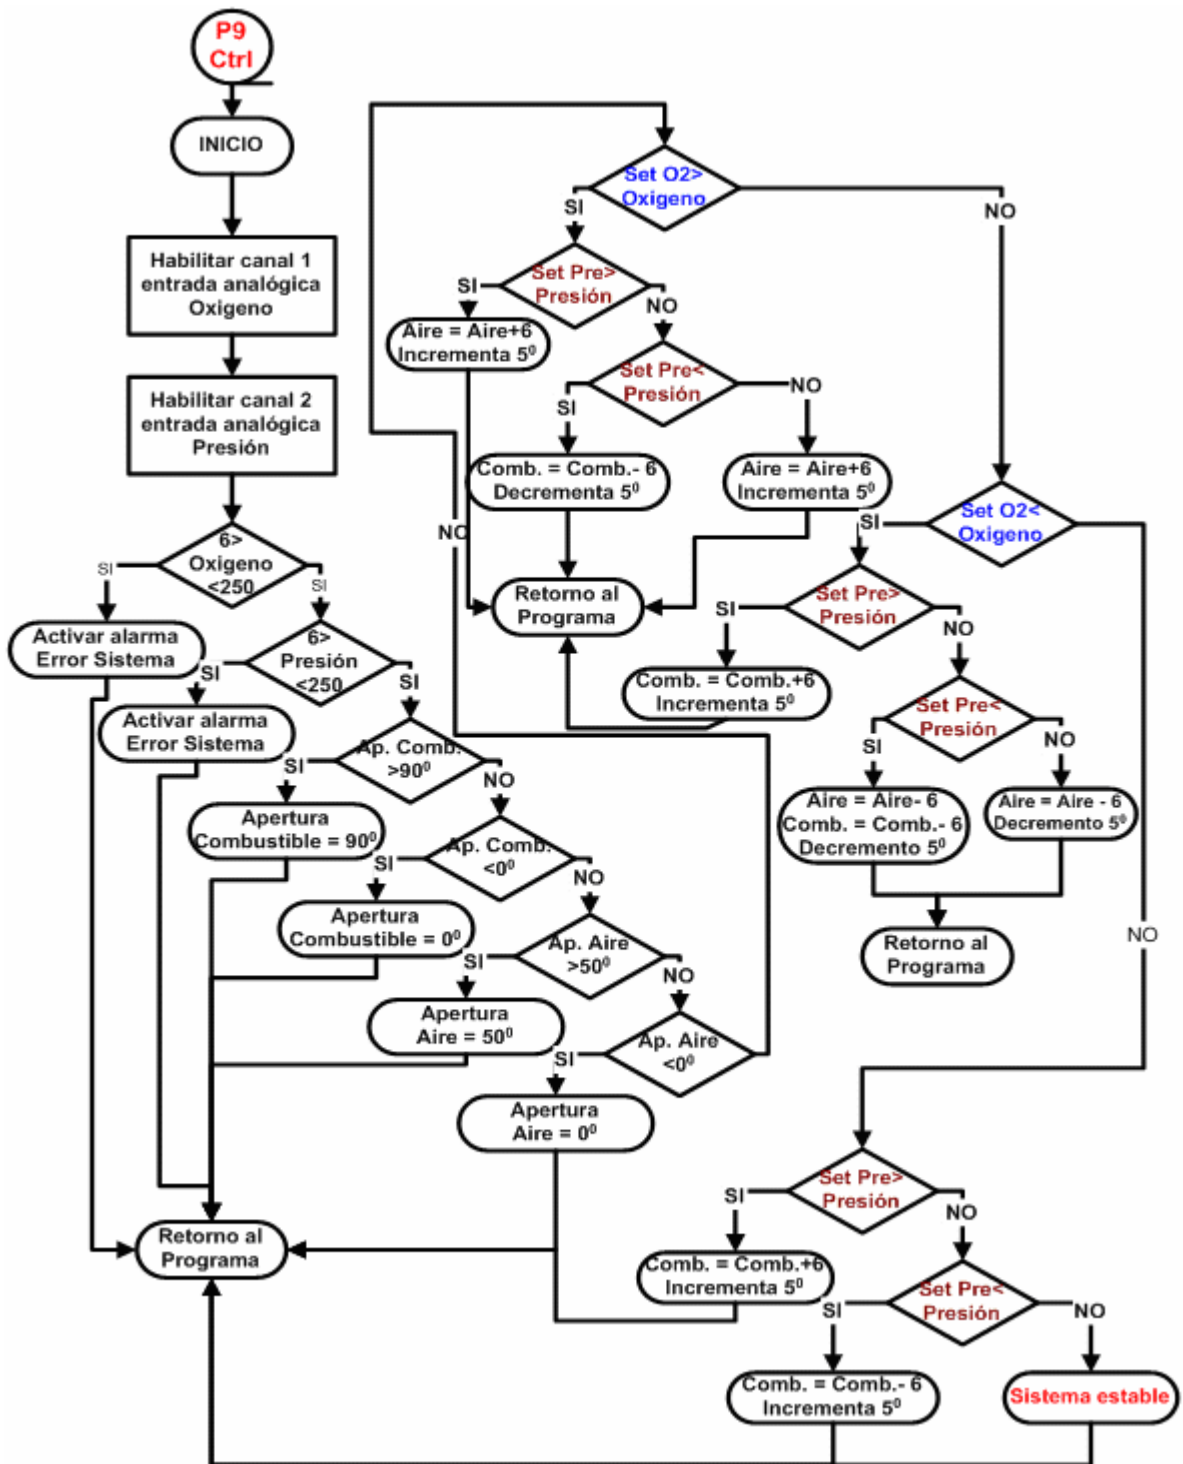 P9
Ctrl
INICIO
Habilitar canal 1
entrada analógica
Oxigeno
Habilitar canal 2
entrada analógica
Presión
6>
Oxigeno
<250
SI
SI
Activar alarma
Error Sistema
6>
Presión
<250
SI
SI
Activar alarma
Error Sistema
Ap. Comb.
>90⁰
SI
NO
Apertura
Combustible = 90⁰
Ap. Comb.
<0⁰
SI
NO
Apertura
Combustible = 0⁰
Ap. Aire
>50⁰
SI
NO
Apertura
Aire = 50⁰
Ap. Aire
<0⁰
SI
NO
Apertura
Aire = 0⁰
Retorno al
Programa
Set O2>
Oxigeno
SI
NO
Set Pre>
Presión
SI
NO
Aire = Aire+6
Incrementa 5⁰
Set Pre<
Presión
SI
NO
Comb. = Comb.- 6
Decrementa 5⁰
Aire = Aire+6
Incrementa 5⁰
Retorno al
Programa
Set O2<
Oxigeno
SI
NO
Set Pre>
Presión
SI
NO
Comb. = Comb.+6
Incrementa 5⁰
Set Pre<
Presión
SI
NO
Aire = Aire- 6
Comb. = Comb.- 6
Decremento 5⁰
Aire = Aire - 6
Decremento 5⁰
Retorno al
Programa
Set Pre>
Presión
SI
NO
Comb. = Comb.+6
Incrementa 5⁰
Set Pre<
Presión
SI
NO
Comb. = Comb.- 6
Incrementa 5⁰
Sistema estable